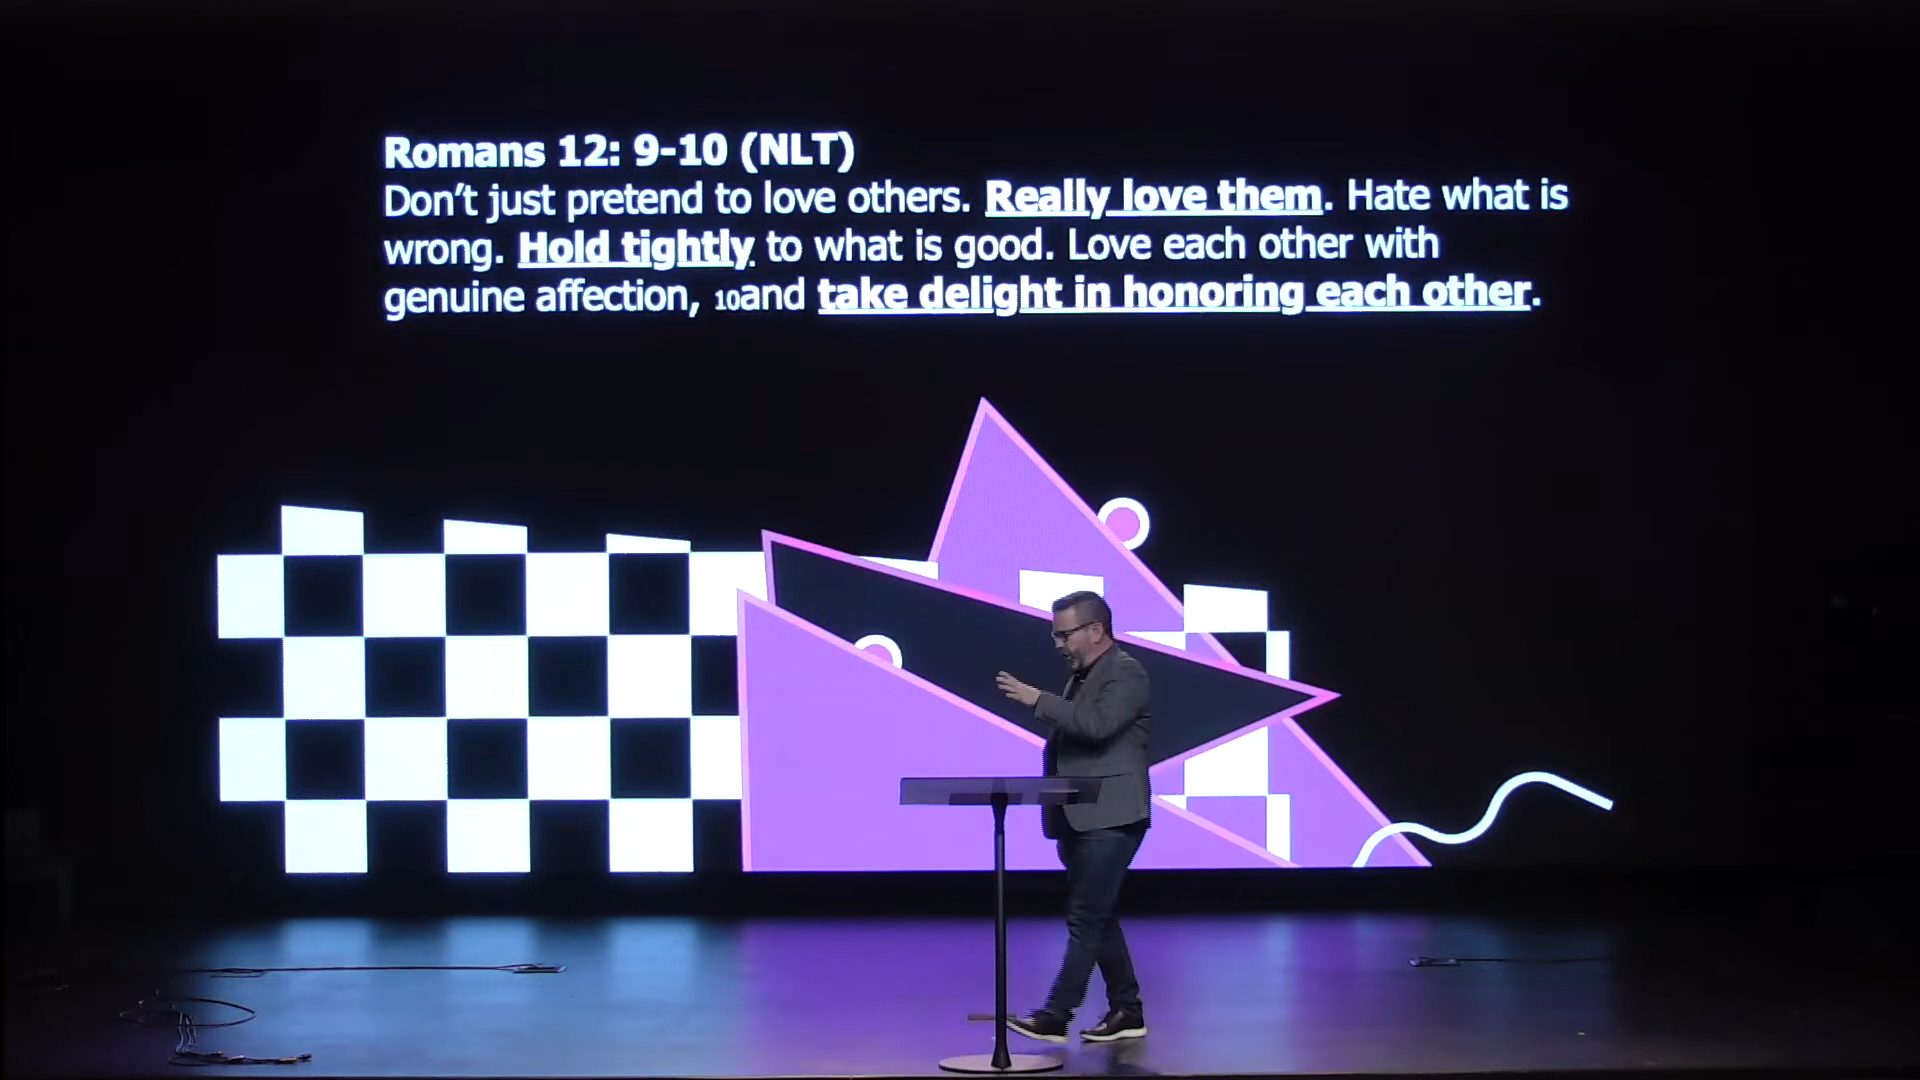 Romans 12: 9-10 (NLT)
Don't just pretend to love others. Really love them. Hate what is
wrong. Hold tightly to what is good. Love each other with
genuine affection, 10and take delight in honoring each other.